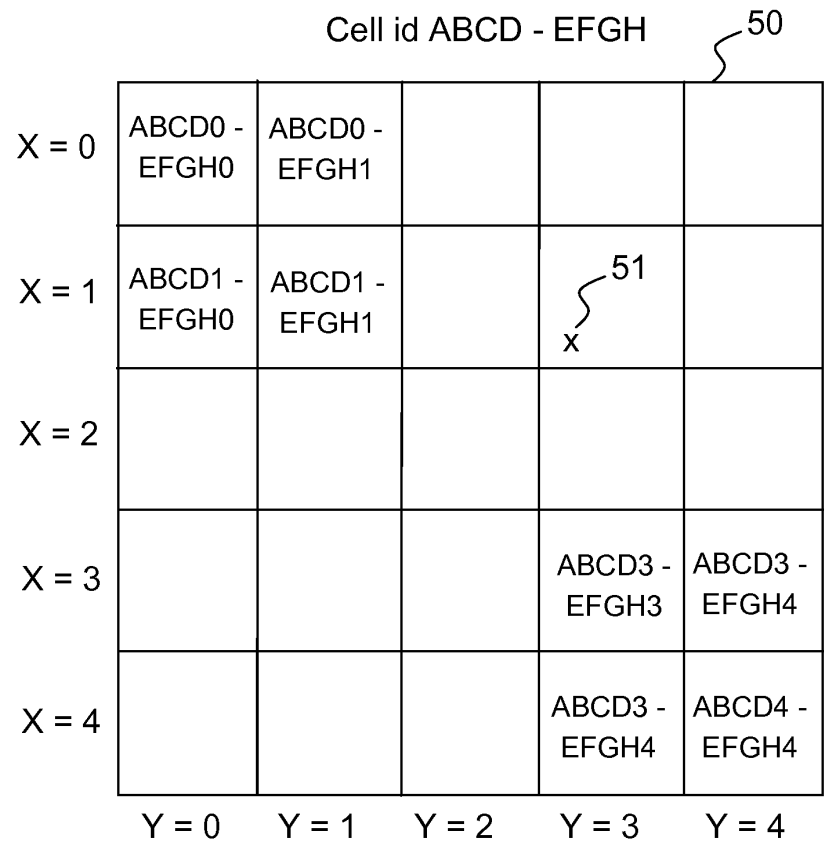 Cell id ABCD - EFGH
50
X = 0
ABCD0 -
EFGH0
ABCD0 -
EFGH1
X = 1
ABCD1 -
EFGH0
ABCD1 -
EFGH1
51
x
X = 2
X = 3
ABCD3 -
EFGH3
ABCD3 -
EFGH4
X = 4
ABCD3 -
EFGH4
ABCD4 -
EFGH4
Y = 0
Y = 1
Y = 2
Y = 3
Y = 4